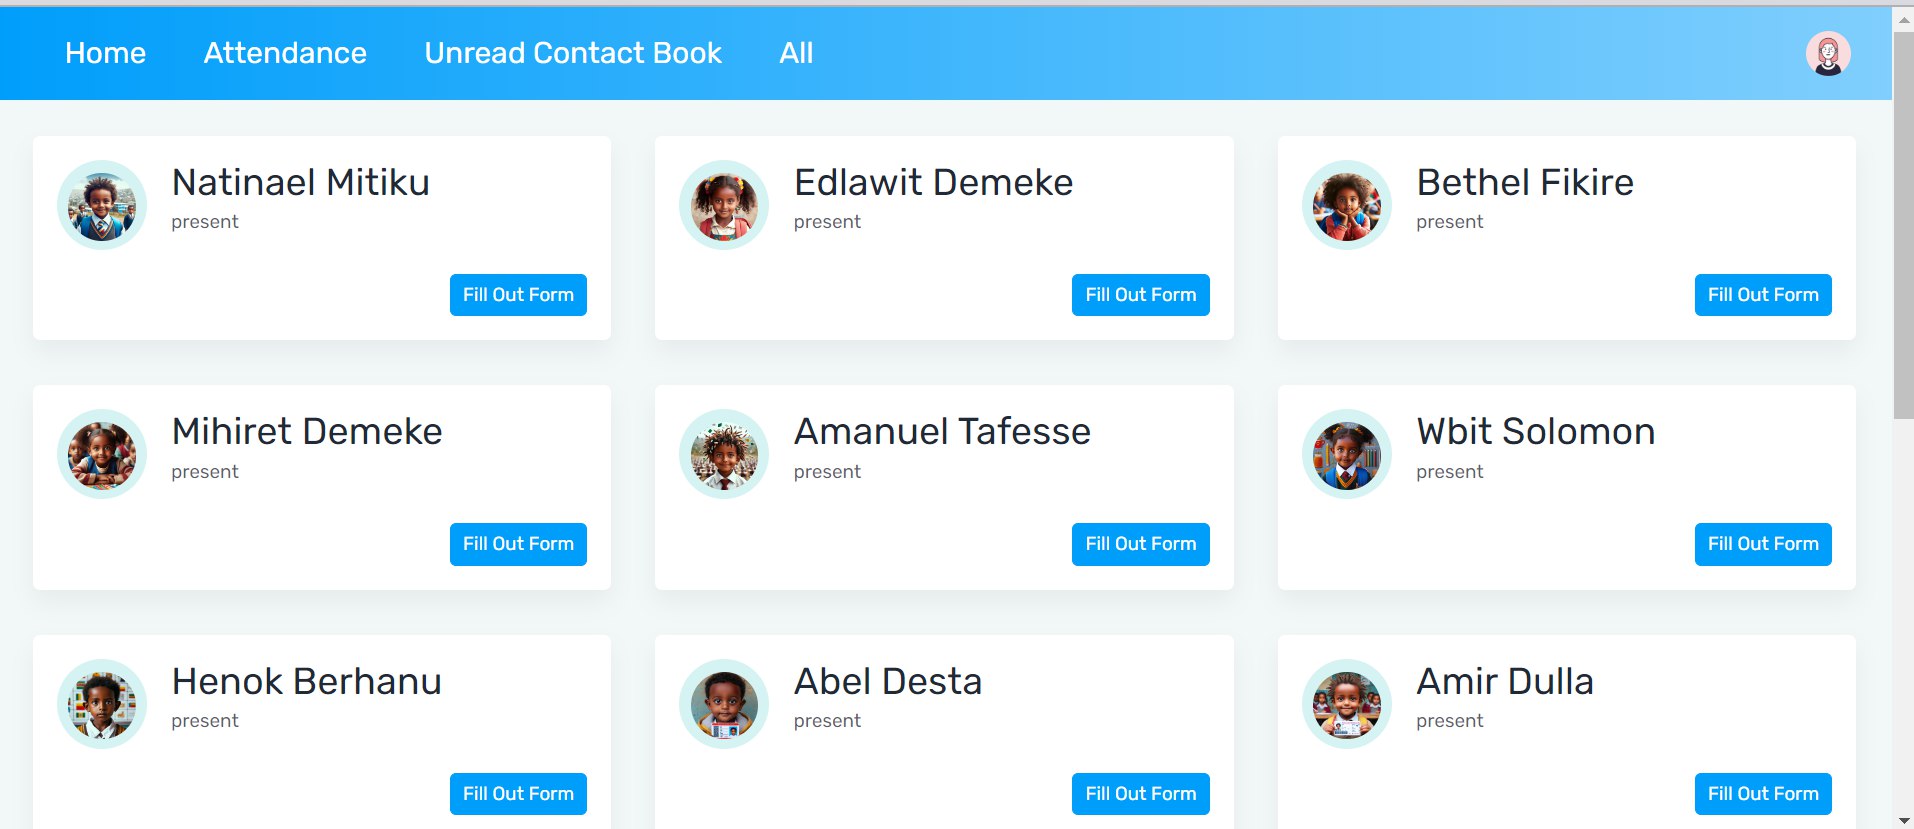 Home Attendance Unread Contact Book All
Natinael Mitiku
present
Fill Out Form
Edlawit Demeke
present
Fill Out Form
Bethel Fikire
present
Fill Out Form
Mihiret Demeke
present
Fill Out Form
Amanuel Tafesse
present
Fill Out Form
Wbit Solomon
present
Fill Out Form
Henok Berhanu
present
Fill Out Form
Abel Desta
present
Fill Out Form
Amir Dulla
present
Fill Out Form